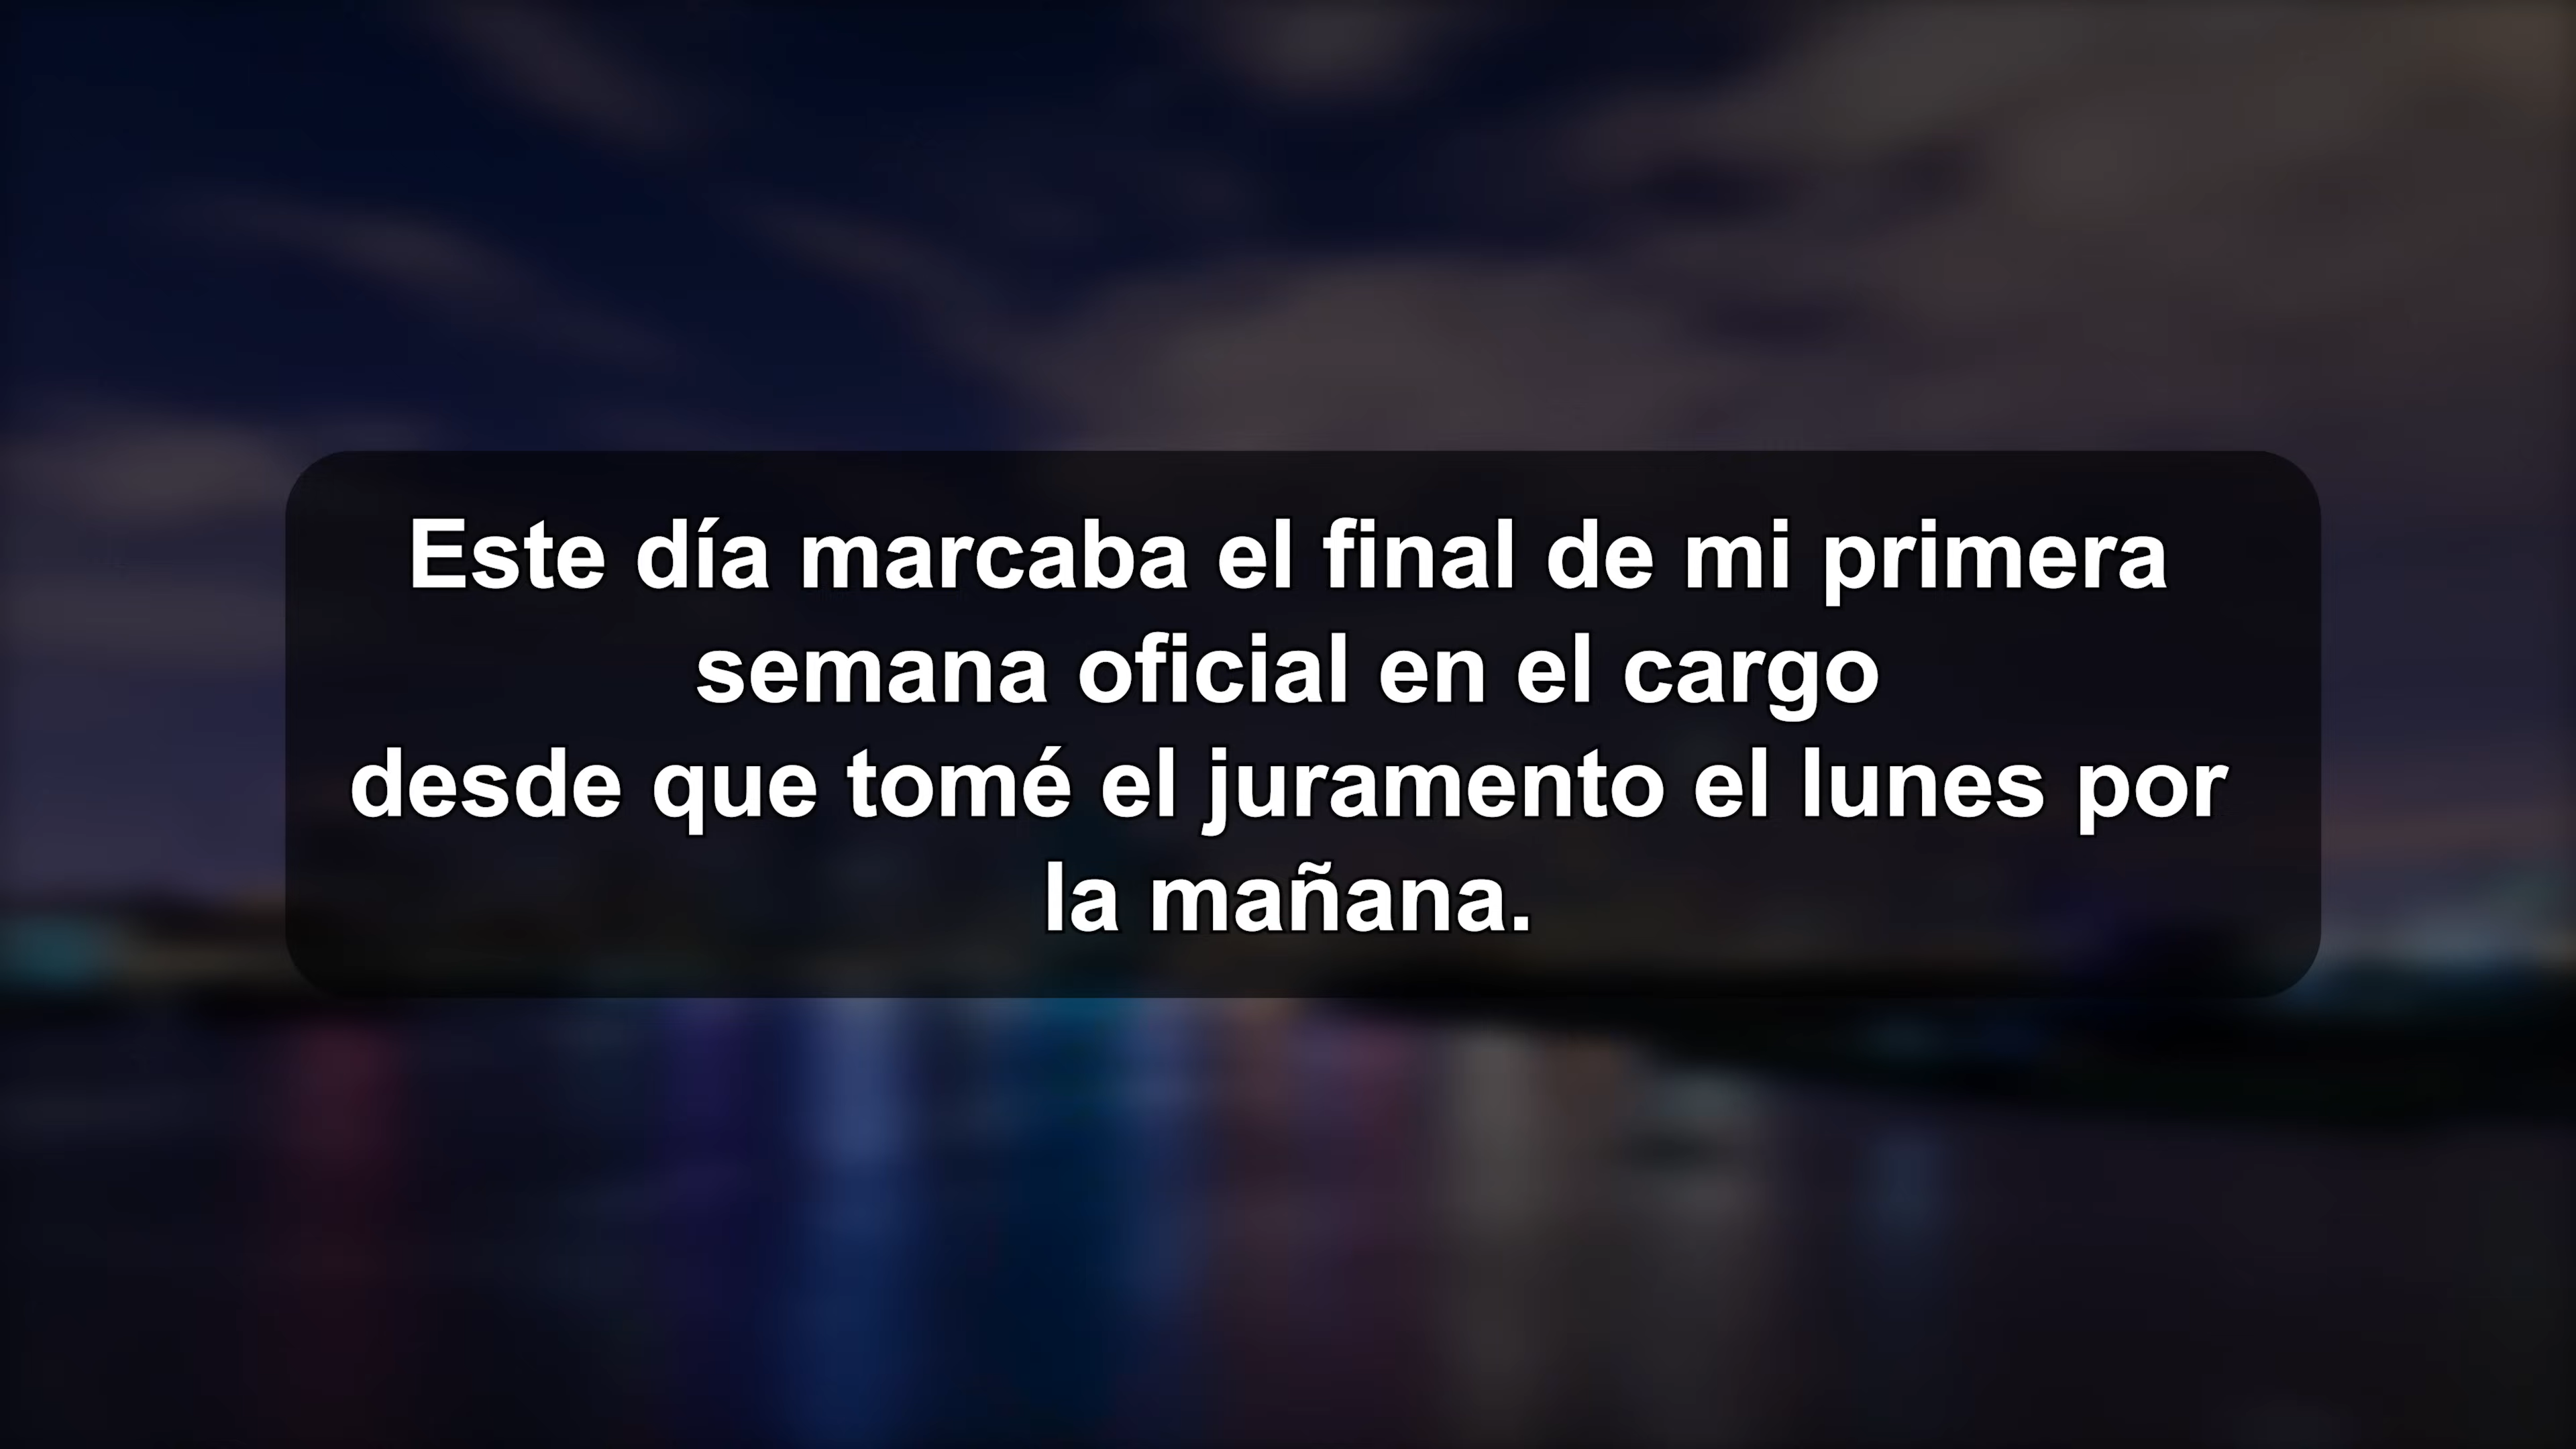 Este día marcaba el final de mi primera
semana oficial en el cargo
desde que tomé el juramento el lunes por
la mañana.